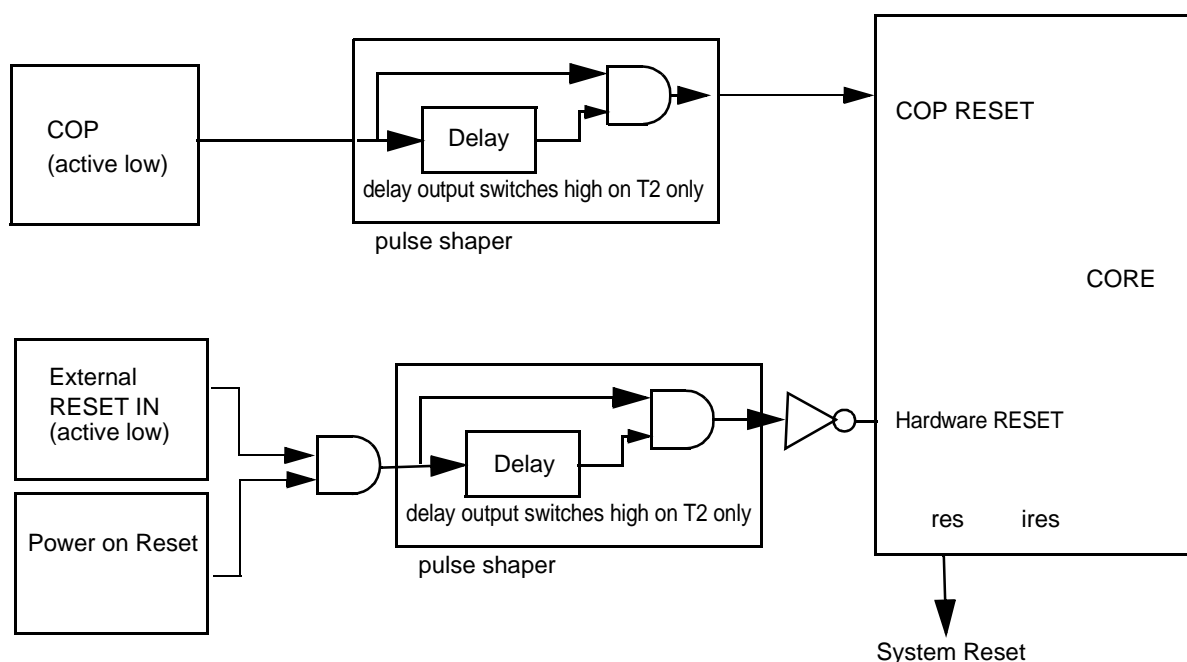 COP
(active low)
Delay
delay output switches high on T2 only
pulse shaper
COP RESET
CORE
External
RESET IN
(active low)
Power on Reset
Delay
delay output switches high on T2 only
pulse shaper
Hardware RESET
res ires
System Reset